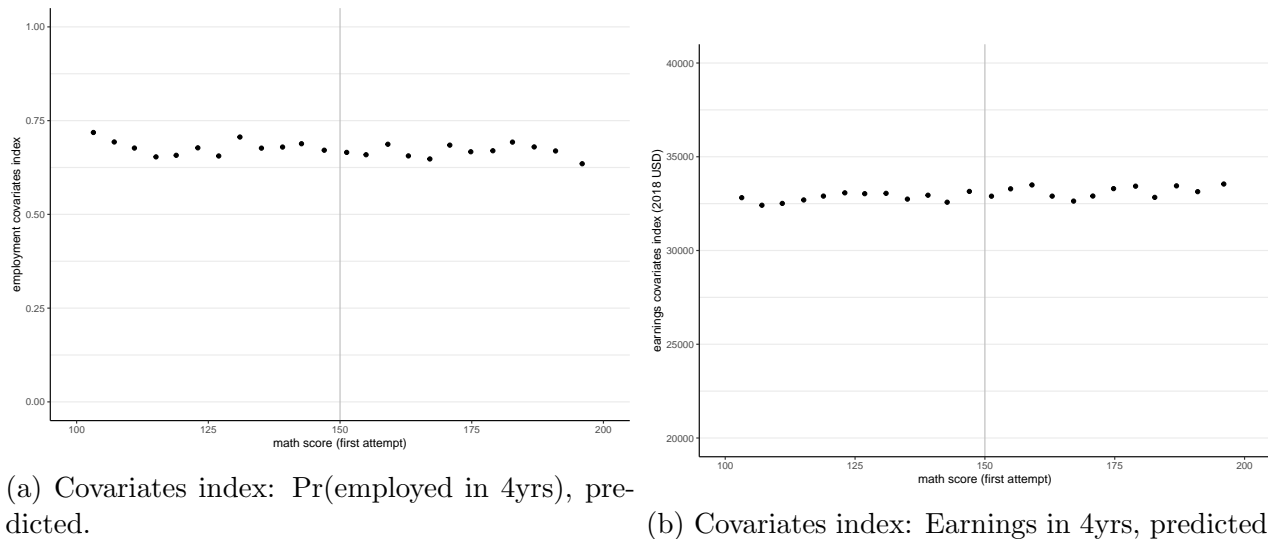 1.00
0.75
0.50
0.25
0.00
employment covariates index
100
125
150
175
200
math score (first attempt)
(a) Covariates index: Pr(employed in 4yrs), pre-
dicted.
40000
35000
30000
25000
20000
earnings covariates index (2018 USD)
100
125
150
175
200
math score (first attempt)
(b) Covariates index: Earnings in 4yrs, predicted